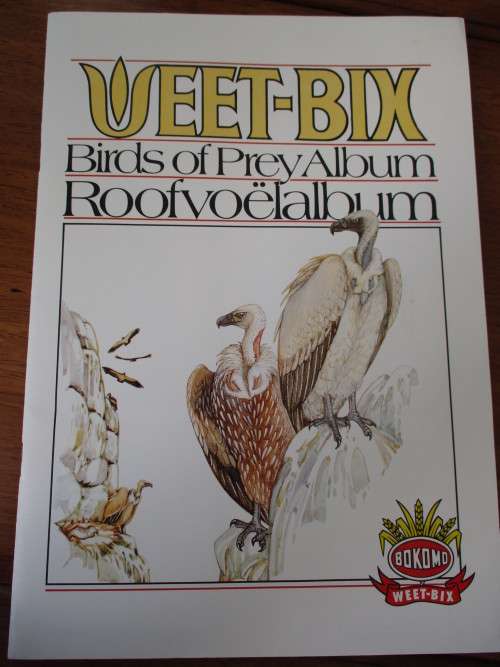 WEET-BIX
Birds of Prey Album
Roofvoëlalbum
BOKOMO
WEET-BIX